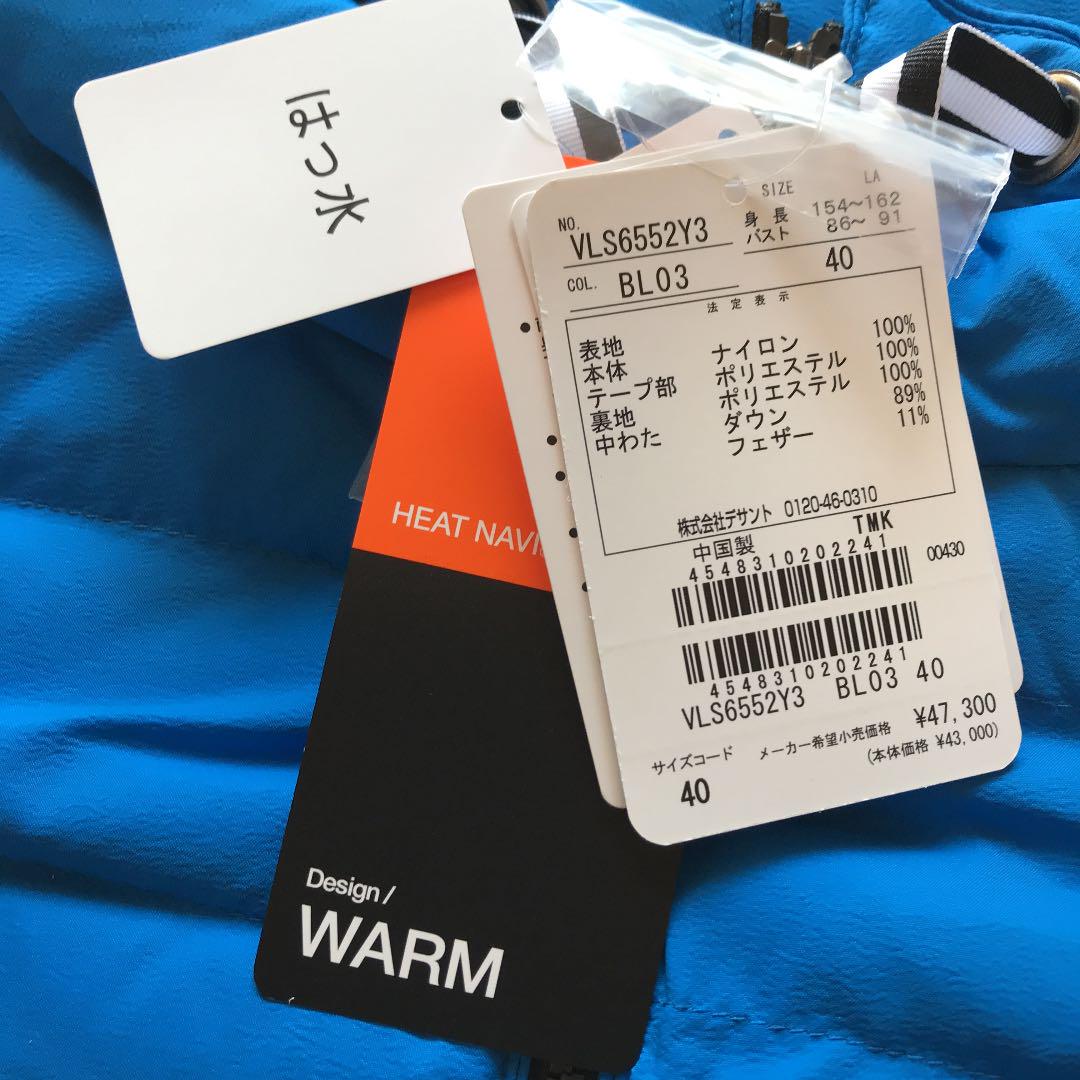 はっ水
HEAT NAVI
Design /
WARM
SIZE LA
NO. VLS6552Y3
身長 154～162
バスト 86～ 91
COL. BL03
40
法定表示
表地
本体 ナイロン 100%
テープ部 ポリエステル 100%
裏地 ポリエステル 100%
中わた ダウン 89%
フェザー 11%
株式会社デサント 0120-46-0310
中国製 TMK
4548310202241
00430
4548310202241
VLS6552Y3 BL03 40
サイズコード メーカー希望小売価格 ¥47,300
40 (本体価格 ¥43,000)